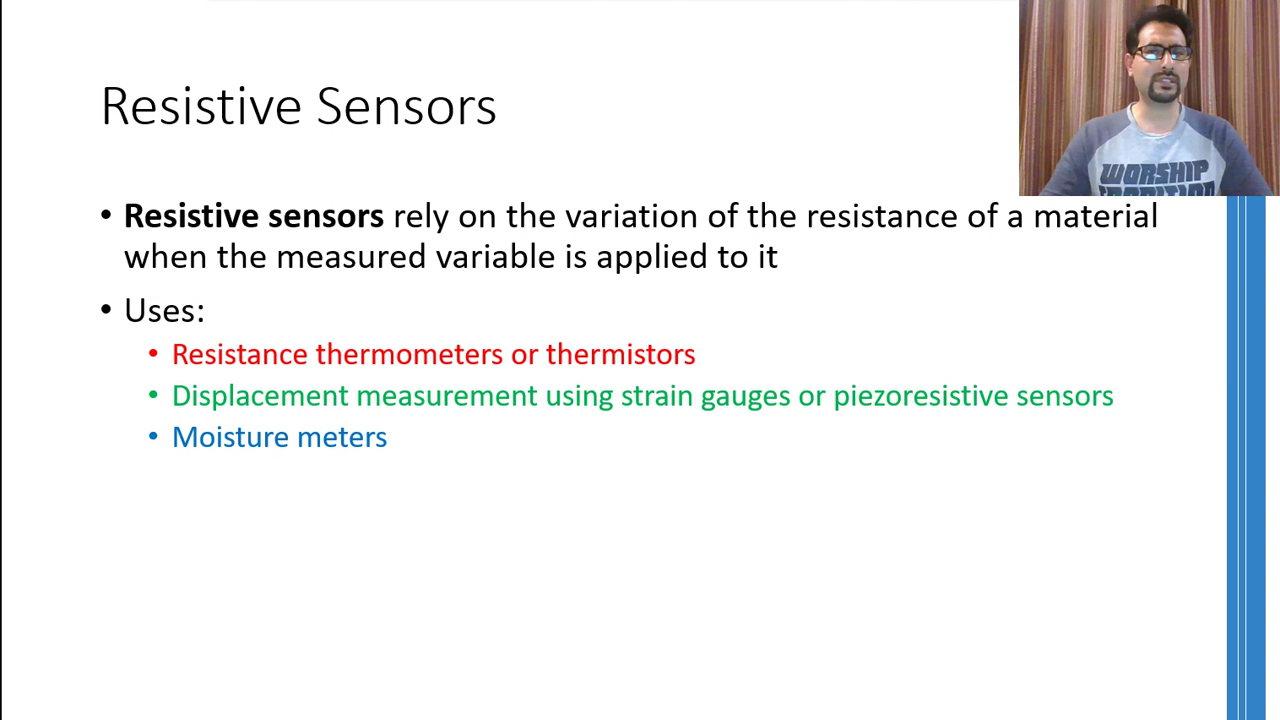 Resistive Sensors
• Resistive sensors rely on the variation of the resistance of a material
when the measured variable is applied to it
• Uses:
• Resistance thermometers or thermistors
• Displacement measurement using strain gauges or piezoresistive sensors
• Moisture meters
WORSHIP